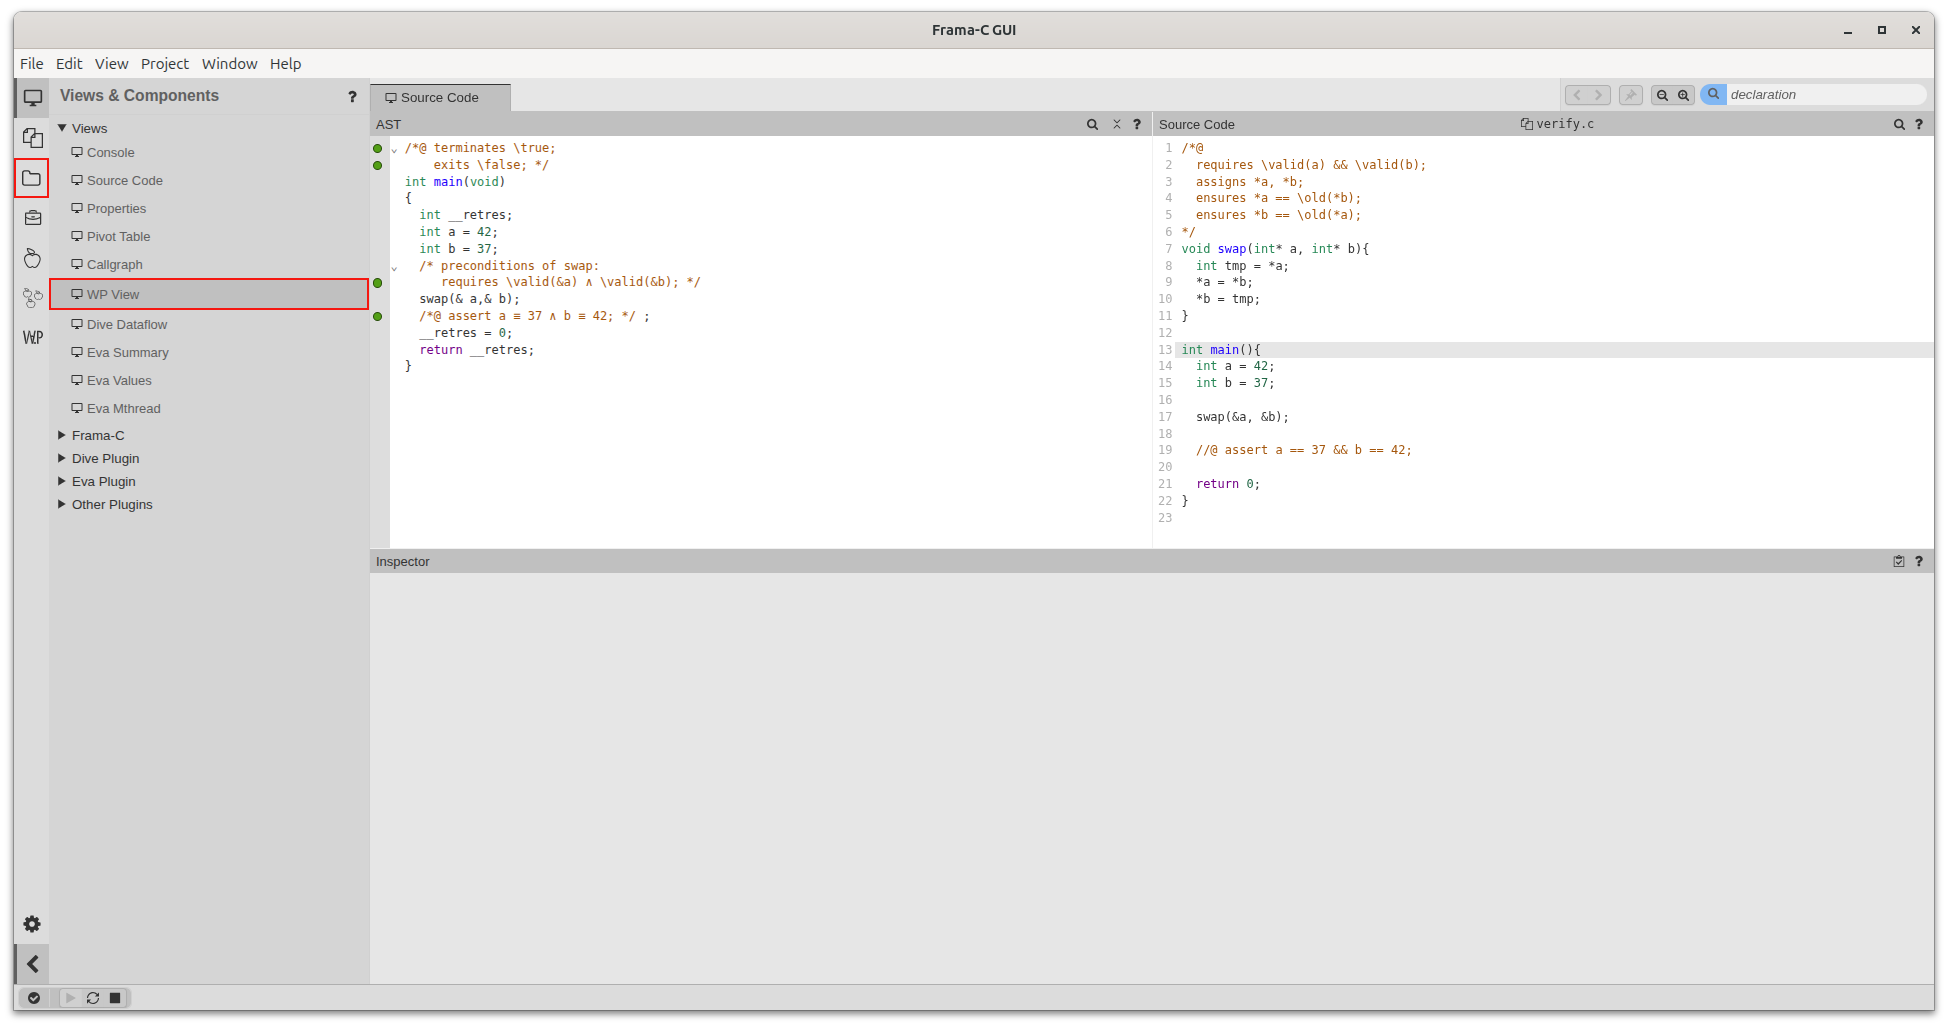 Frama-C GUI
File Edit View Project Window Help
Views & Components ?
Views
Console
Source Code
Properties
Pivot Table
Callgraph
WP View
Dive Dataflow
Eva Summary
Eva Values
Eva Mthread
Frama-C
Dive Plugin
Eva Plugin
Other Plugins
WP
Source Code
declaration
AST ?
/*@ terminates \true;
exits \false; */
int main(void)
{
int __retres;
int a = 42;
int b = 37;
/* preconditions of swap:
requires \valid(&a) ∧ \valid(&b); */
swap(& a,& b);
/*@ assert a ≡ 37 ∧ b ≡ 42; */ ;
__retres = 0;
return __retres;
}
Source Code verify.c ?
1 /*@
2 requires \valid(a) && \valid(b);
3 assigns *a, *b;
4 ensures *a == \old(*b);
5 ensures *b == \old(*a);
6 */
7 void swap(int* a, int* b){
8 int tmp = *a;
9 *a = *b;
10 *b = tmp;
11 }
12
13 int main(){
14 int a = 42;
15 int b = 37;
16
17 swap(&a, &b);
18
19 //@ assert a == 37 && b == 42;
20
21 return 0;
22 }
23
Inspector ?